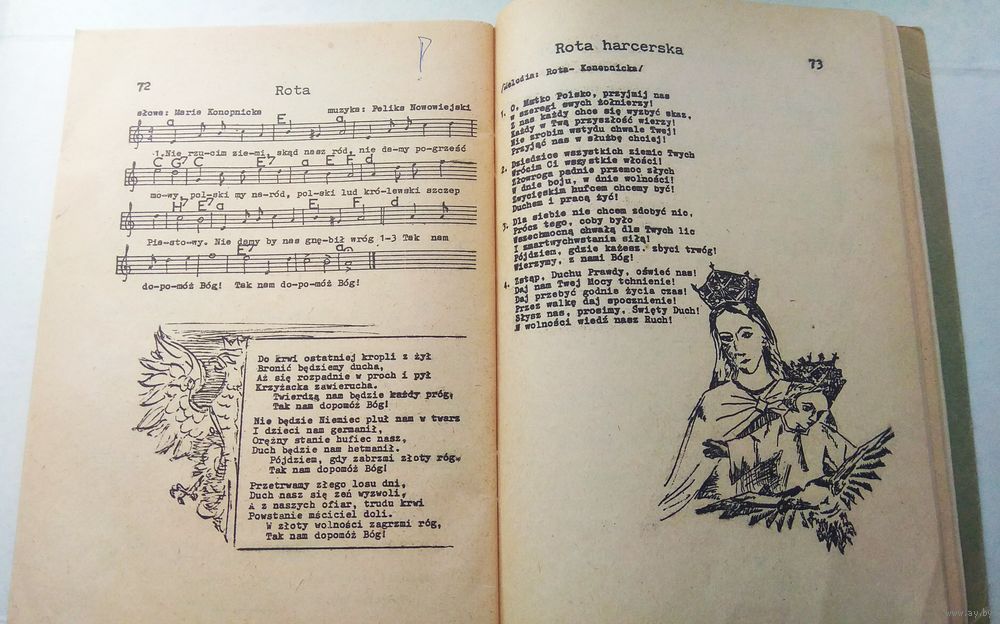 72
Rota
słowa: Maria Konopnicka muzyka: Feliks Nowowiejski
a E a
1.Nie rzu-cim zie-mi, skąd nasz ród, nie da-my po-grześć
C G7 C E7 a E F d
mo-wy, pol-ski my na-ród, pol-ski lud kró-lewski szczep
H7 E7 a E F d
Pia-sto-wy. Nie damy by nas gnę-bił wróg 1-3 Tak nam
E7 a
do-po-móż Bóg! Tak nam do-po-móż Bóg!
Do krwi ostatniej kropli z żył
Bronić będziemy ducha,
Aż się rozpadnie w proch i pył
Krzyżacka zawierucha.
Twierdzą nam będzie każdy próg,
Tak nam dopomóż Bóg!
Nie będzie Niemiec pluł nam w twarz
I dzieci nam germanił,
Orężny stanie hufiec nasz,
Duch będzie nam hetmanił.
Pójdziem, gdy zabrzmi złoty róg,
Tak nam dopomóż Bóg!
Przetrwamy złego losu dni,
Duch nasz się zeń wyzwoli,
A z naszych ofiar, trudu krwi
Powstanie mściciel doli.
W złoty wolności zagrzmi róg,
Tak nam dopomóż Bóg!
Rota harcerska
73
/Melodia: Rota- Konopnicka/
1. O, Matko Polsko, przyjmij nas
W szeregi swych żołnierzy!
Z nas każdy chce się wyzbyć skaz,
Każdy w Twą przyszłość wierzy!
Nie zrobim wstydu chwale Twej!
Przyjąć nas w służbę chciej!
2. Dziedzice wszystkich ziemic Twych
Wrócim Ci wszystkie włości!
Złowroga padnie przemoc złych
W dnie boju, w dnie wolności!
Zwycięskim hufcem chcemy być!
Duchem i pracą żyć!
3. Dla siebie nie chcem zdobyć nic,
Prócz tego, coby było
Wszechmocną chwałą dla Twych lic
I zmartwychwstania siłą!
Pójdziem, gdzie każesz, zbyci trwóg!
Wierzymy, z nami Bóg!
4. Zstąp, Duchu Prawdy, oświeć nas!
Daj nam Twej Mocy tchnienie!
Daj przebyć godnie życia czas!
Przez walkę daj spocznienie!
Słysz nas, prosimy, Święty Duch!
W wolności wiedź nasz Ruch!
www.ay.by